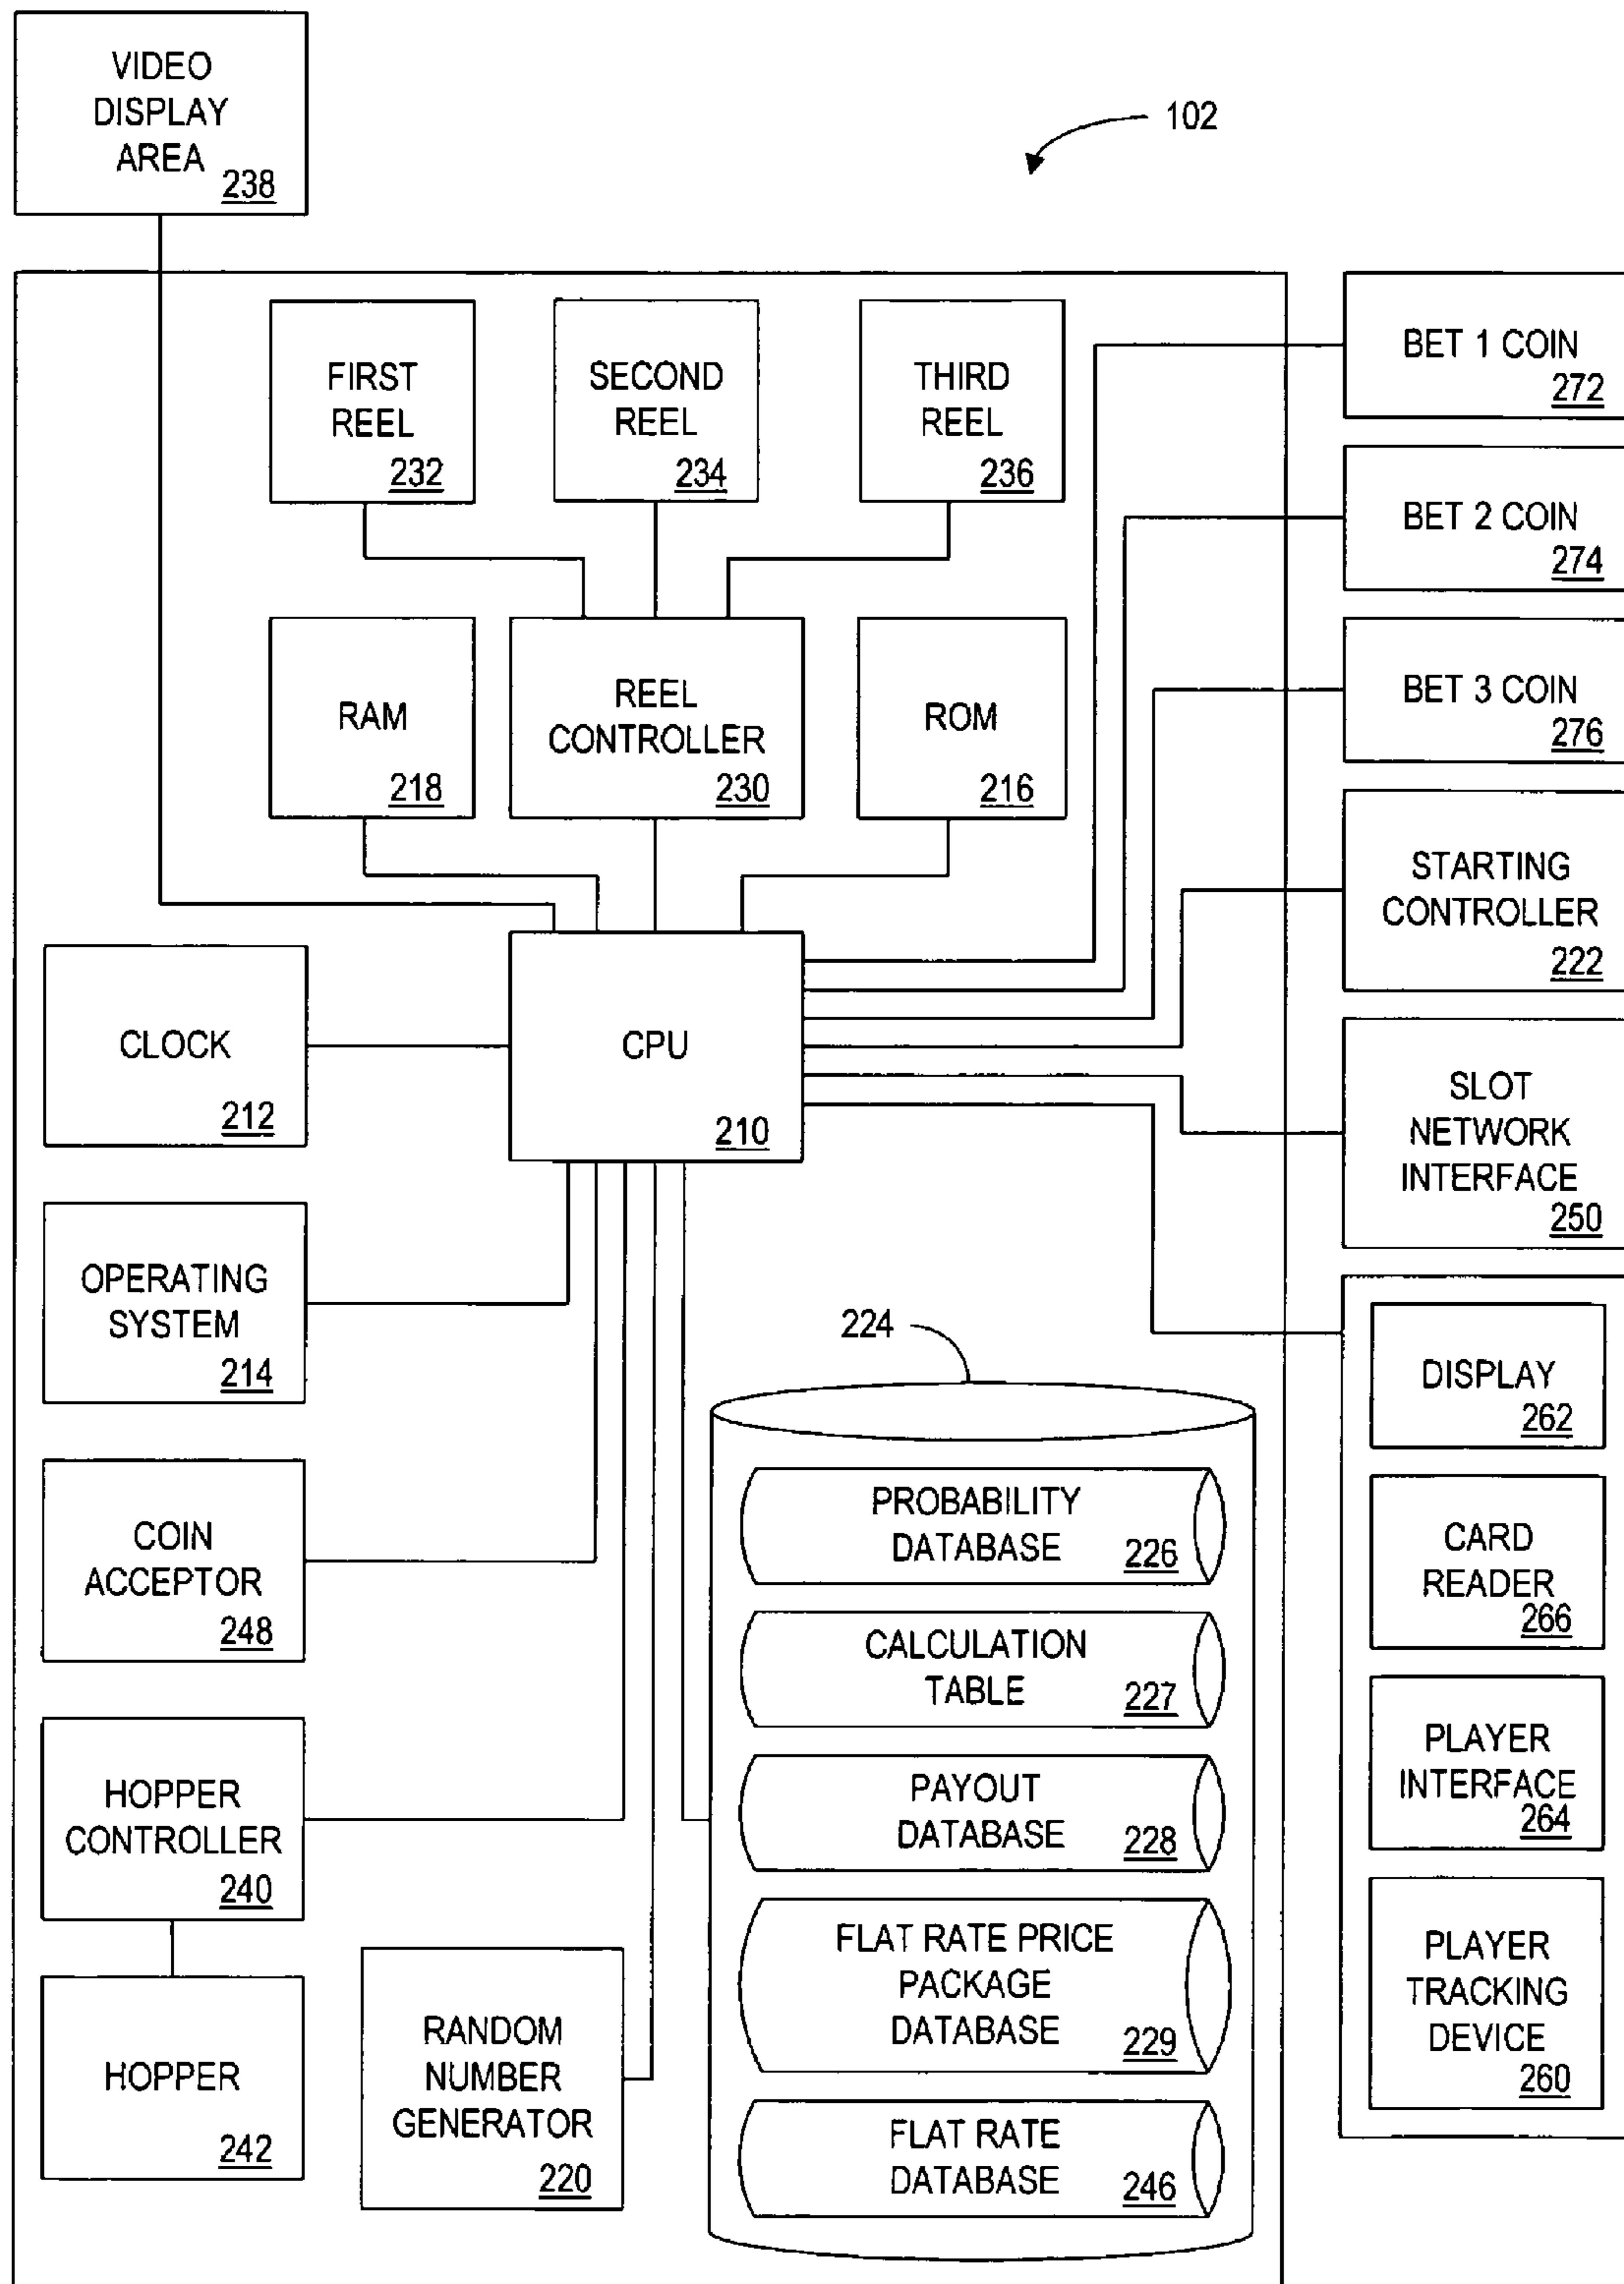 VIDEO
DISPLAY
AREA
238
102
FIRST
REEL
232
SECOND
REEL
234
THIRD
REEL
236
BET 1 COIN
272
BET 2 COIN
274
BET 3 COIN
276
RAM
218
REEL
CONTROLLER
230
ROM
216
STARTING
CONTROLLER
222
CLOCK
212
CPU
210
SLOT
NETWORK
INTERFACE
250
OPERATING
SYSTEM
214
224
DISPLAY
262
COIN
ACCEPTOR
248
PROBABILITY
DATABASE
226
CARD
READER
266
CALCULATION
TABLE
227
HOPPER
CONTROLLER
240
PAYOUT
DATABASE
228
PLAYER
INTERFACE
264
HOPPER
242
RANDOM
NUMBER
GENERATOR
220
FLAT RATE PRICE
PACKAGE
DATABASE
229
PLAYER
TRACKING
DEVICE
260
FLAT RATE
DATABASE
246